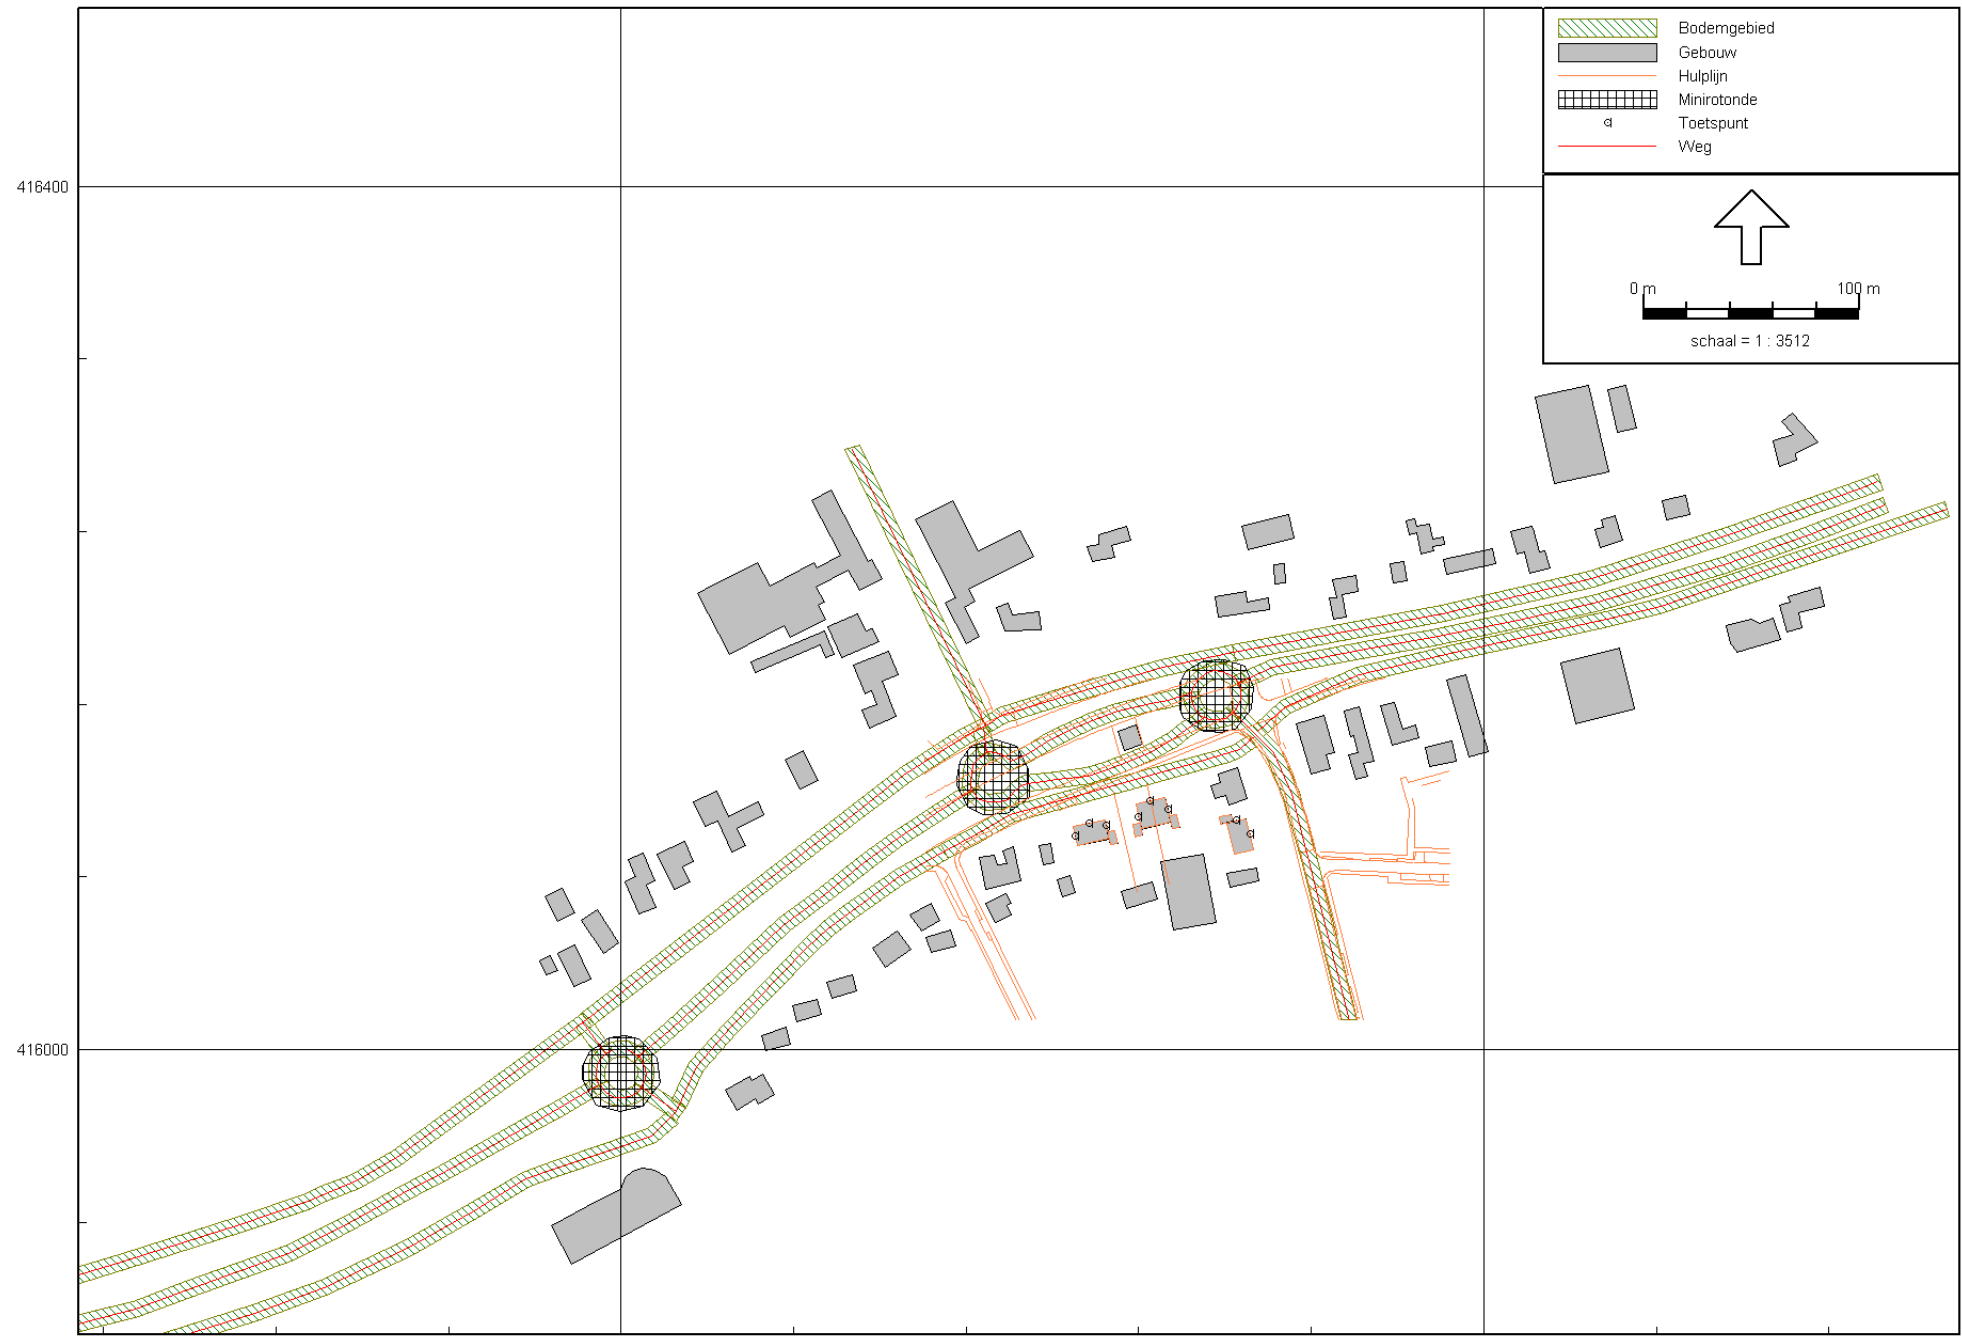 Bodemgebied
Gebouw
Hulplijn
Minirotonde
Toetspunt
Weg
416400
0 m 100 m
schaal = 1 : 3512
416000